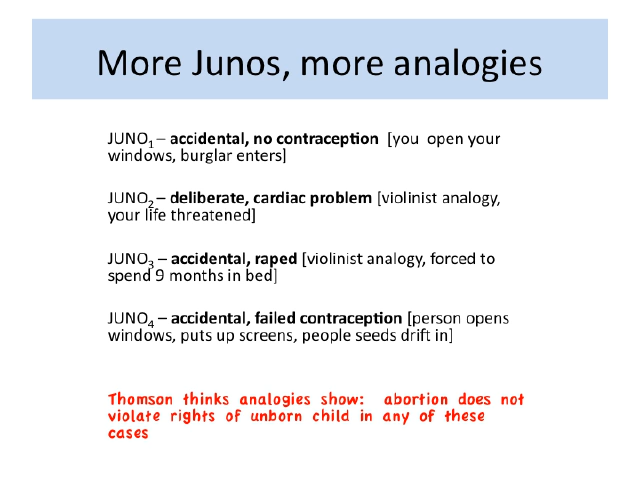 More Junos, more analogies
JUNO₁ – accidental, no contraception [you open your
windows, burglar enters]
JUNO₂ – deliberate, cardiac problem [violinist analogy,
your life threatened]
JUNO₃ – accidental, raped [violinist analogy, forced to
spend 9 months in bed]
JUNO₄ – accidental, failed contraception [person opens
windows, puts up screens, people seeds drift in]
Thomson thinks analogies show: abortion does not
violate rights of unborn child in any of these
cases